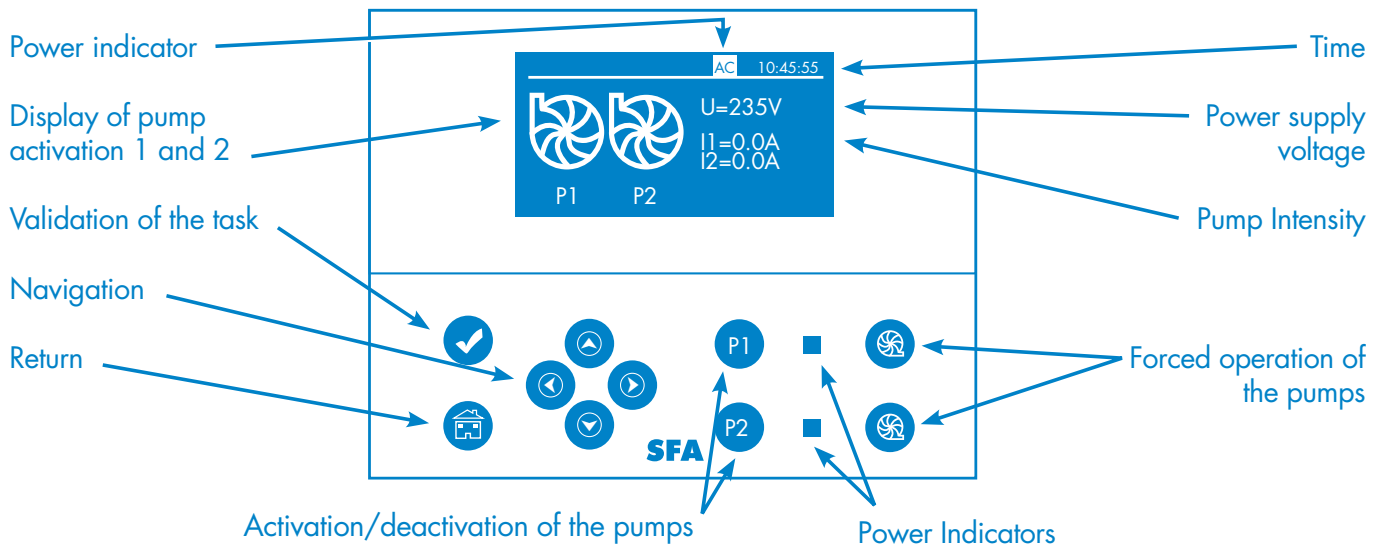 Power indicator
AC 10:45:55
Time
Display of pump
activation 1 and 2
U=235V
I1=0.0A
I2=0.0A
P1 P2
Power supply
voltage
Pump Intensity
Validation of the task
Navigation
Return
P1
P2
SFA
Forced operation of
the pumps
Activation/deactivation of the pumps
Power Indicators